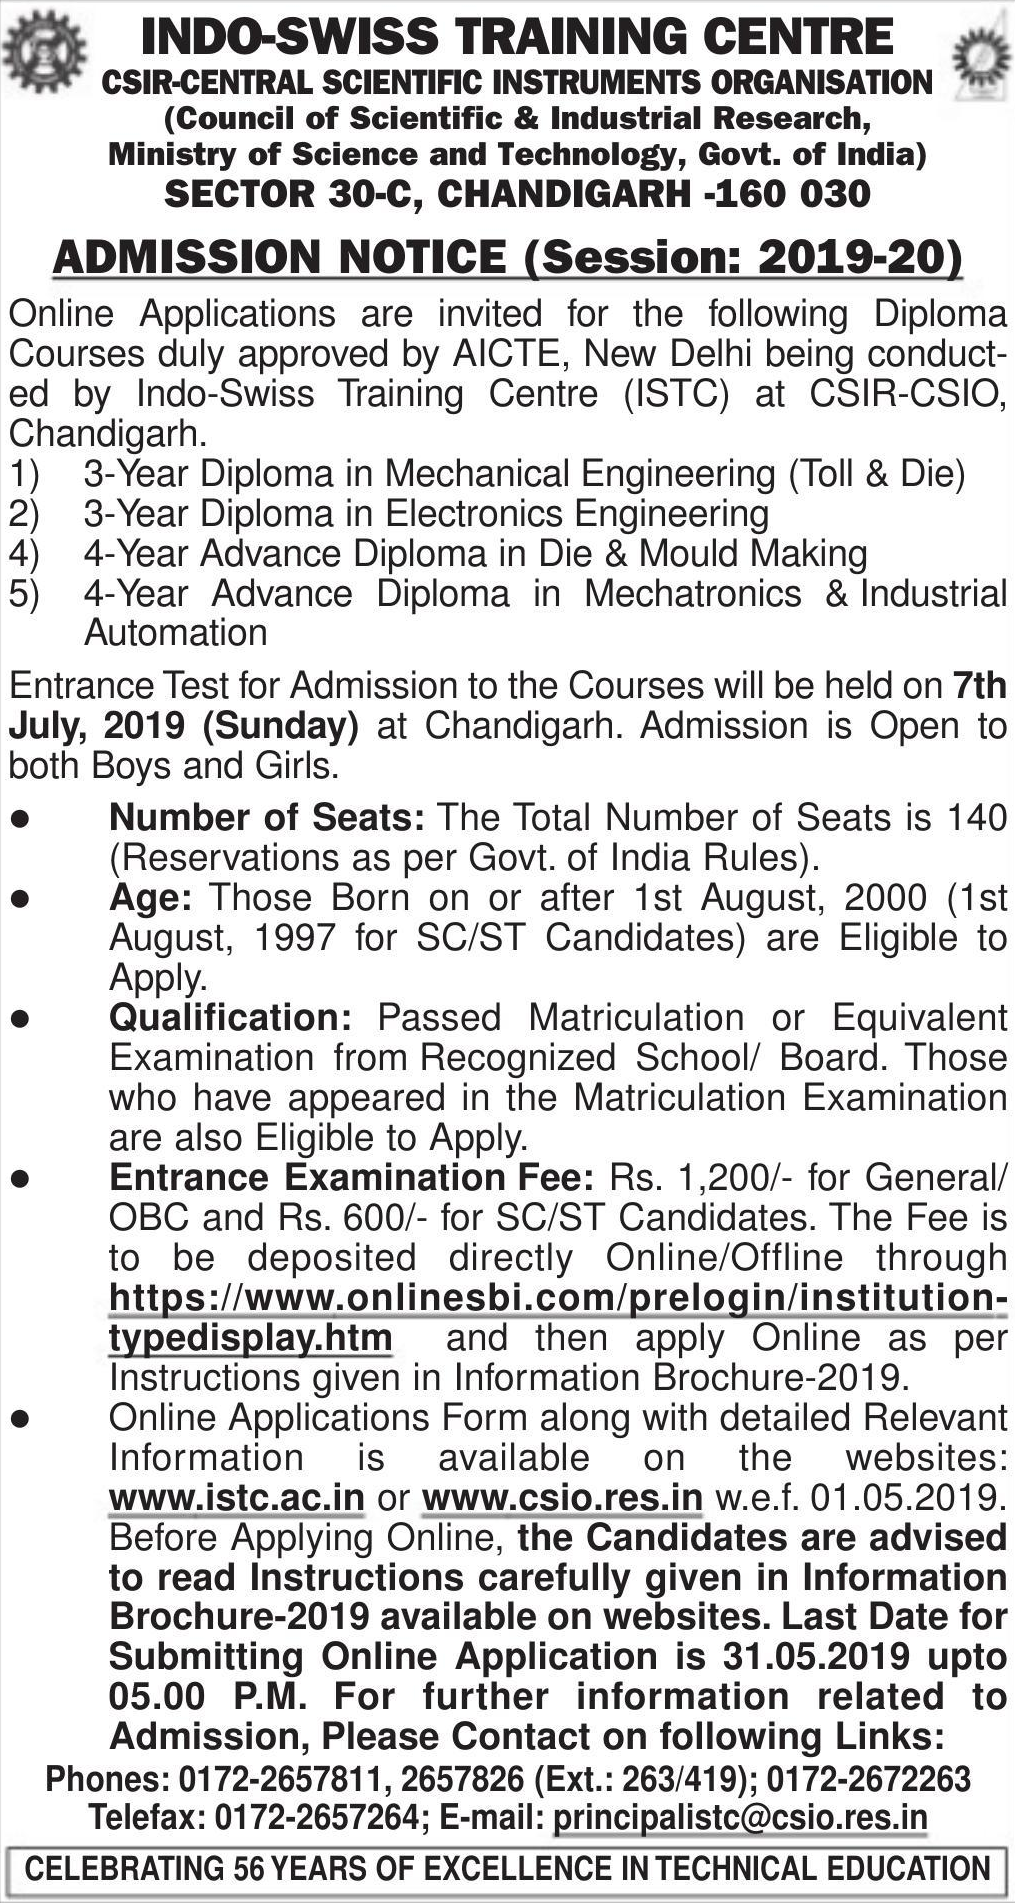 INDO-SWISS TRAINING CENTRE
CSIR-CENTRAL SCIENTIFIC INSTRUMENTS ORGANISATION
(Council of Scientific & Industrial Research,
Ministry of Science and Technology, Govt. of India)
SECTOR 30-C, CHANDIGARH -160 030
ADMISSION NOTICE (Session: 2019-20)
Online Applications are invited for the following Diploma
Courses duly approved by AICTE, New Delhi being conduct-
ed by Indo-Swiss Training Centre (ISTC) at CSIR-CSIO,
Chandigarh.
1) 3-Year Diploma in Mechanical Engineering (Toll & Die)
2) 3-Year Diploma in Electronics Engineering
4) 4-Year Advance Diploma in Die & Mould Making
5) 4-Year Advance Diploma in Mechatronics & Industrial
Automation
Entrance Test for Admission to the Courses will be held on 7th
July, 2019 (Sunday) at Chandigarh. Admission is Open to
both Boys and Girls.
● Number of Seats: The Total Number of Seats is 140
(Reservations as per Govt. of India Rules).
● Age: Those Born on or after 1st August, 2000 (1st
August, 1997 for SC/ST Candidates) are Eligible to
Apply.
● Qualification: Passed Matriculation or Equivalent
Examination from Recognized School/ Board. Those
who have appeared in the Matriculation Examination
are also Eligible to Apply.
● Entrance Examination Fee: Rs. 1,200/- for General/
OBC and Rs. 600/- for SC/ST Candidates. The Fee is
to be deposited directly Online/Offline through
https://www.onlinesbi.com/prelogin/institution-
typedisplay.htm and then apply Online as per
Instructions given in Information Brochure-2019.
● Online Applications Form along with detailed Relevant
Information is available on the websites:
www.istc.ac.in or www.csio.res.in w.e.f. 01.05.2019.
Before Applying Online, the Candidates are advised
to read Instructions carefully given in Information
Brochure-2019 available on websites. Last Date for
Submitting Online Application is 31.05.2019 upto
05.00 P.M. For further information related to
Admission, Please Contact on following Links:
Phones: 0172-2657811, 2657826 (Ext.: 263/419); 0172-2672263
Telefax: 0172-2657264; E-mail: principalistc@csio.res.in
CELEBRATING 56 YEARS OF EXCELLENCE IN TECHNICAL EDUCATION